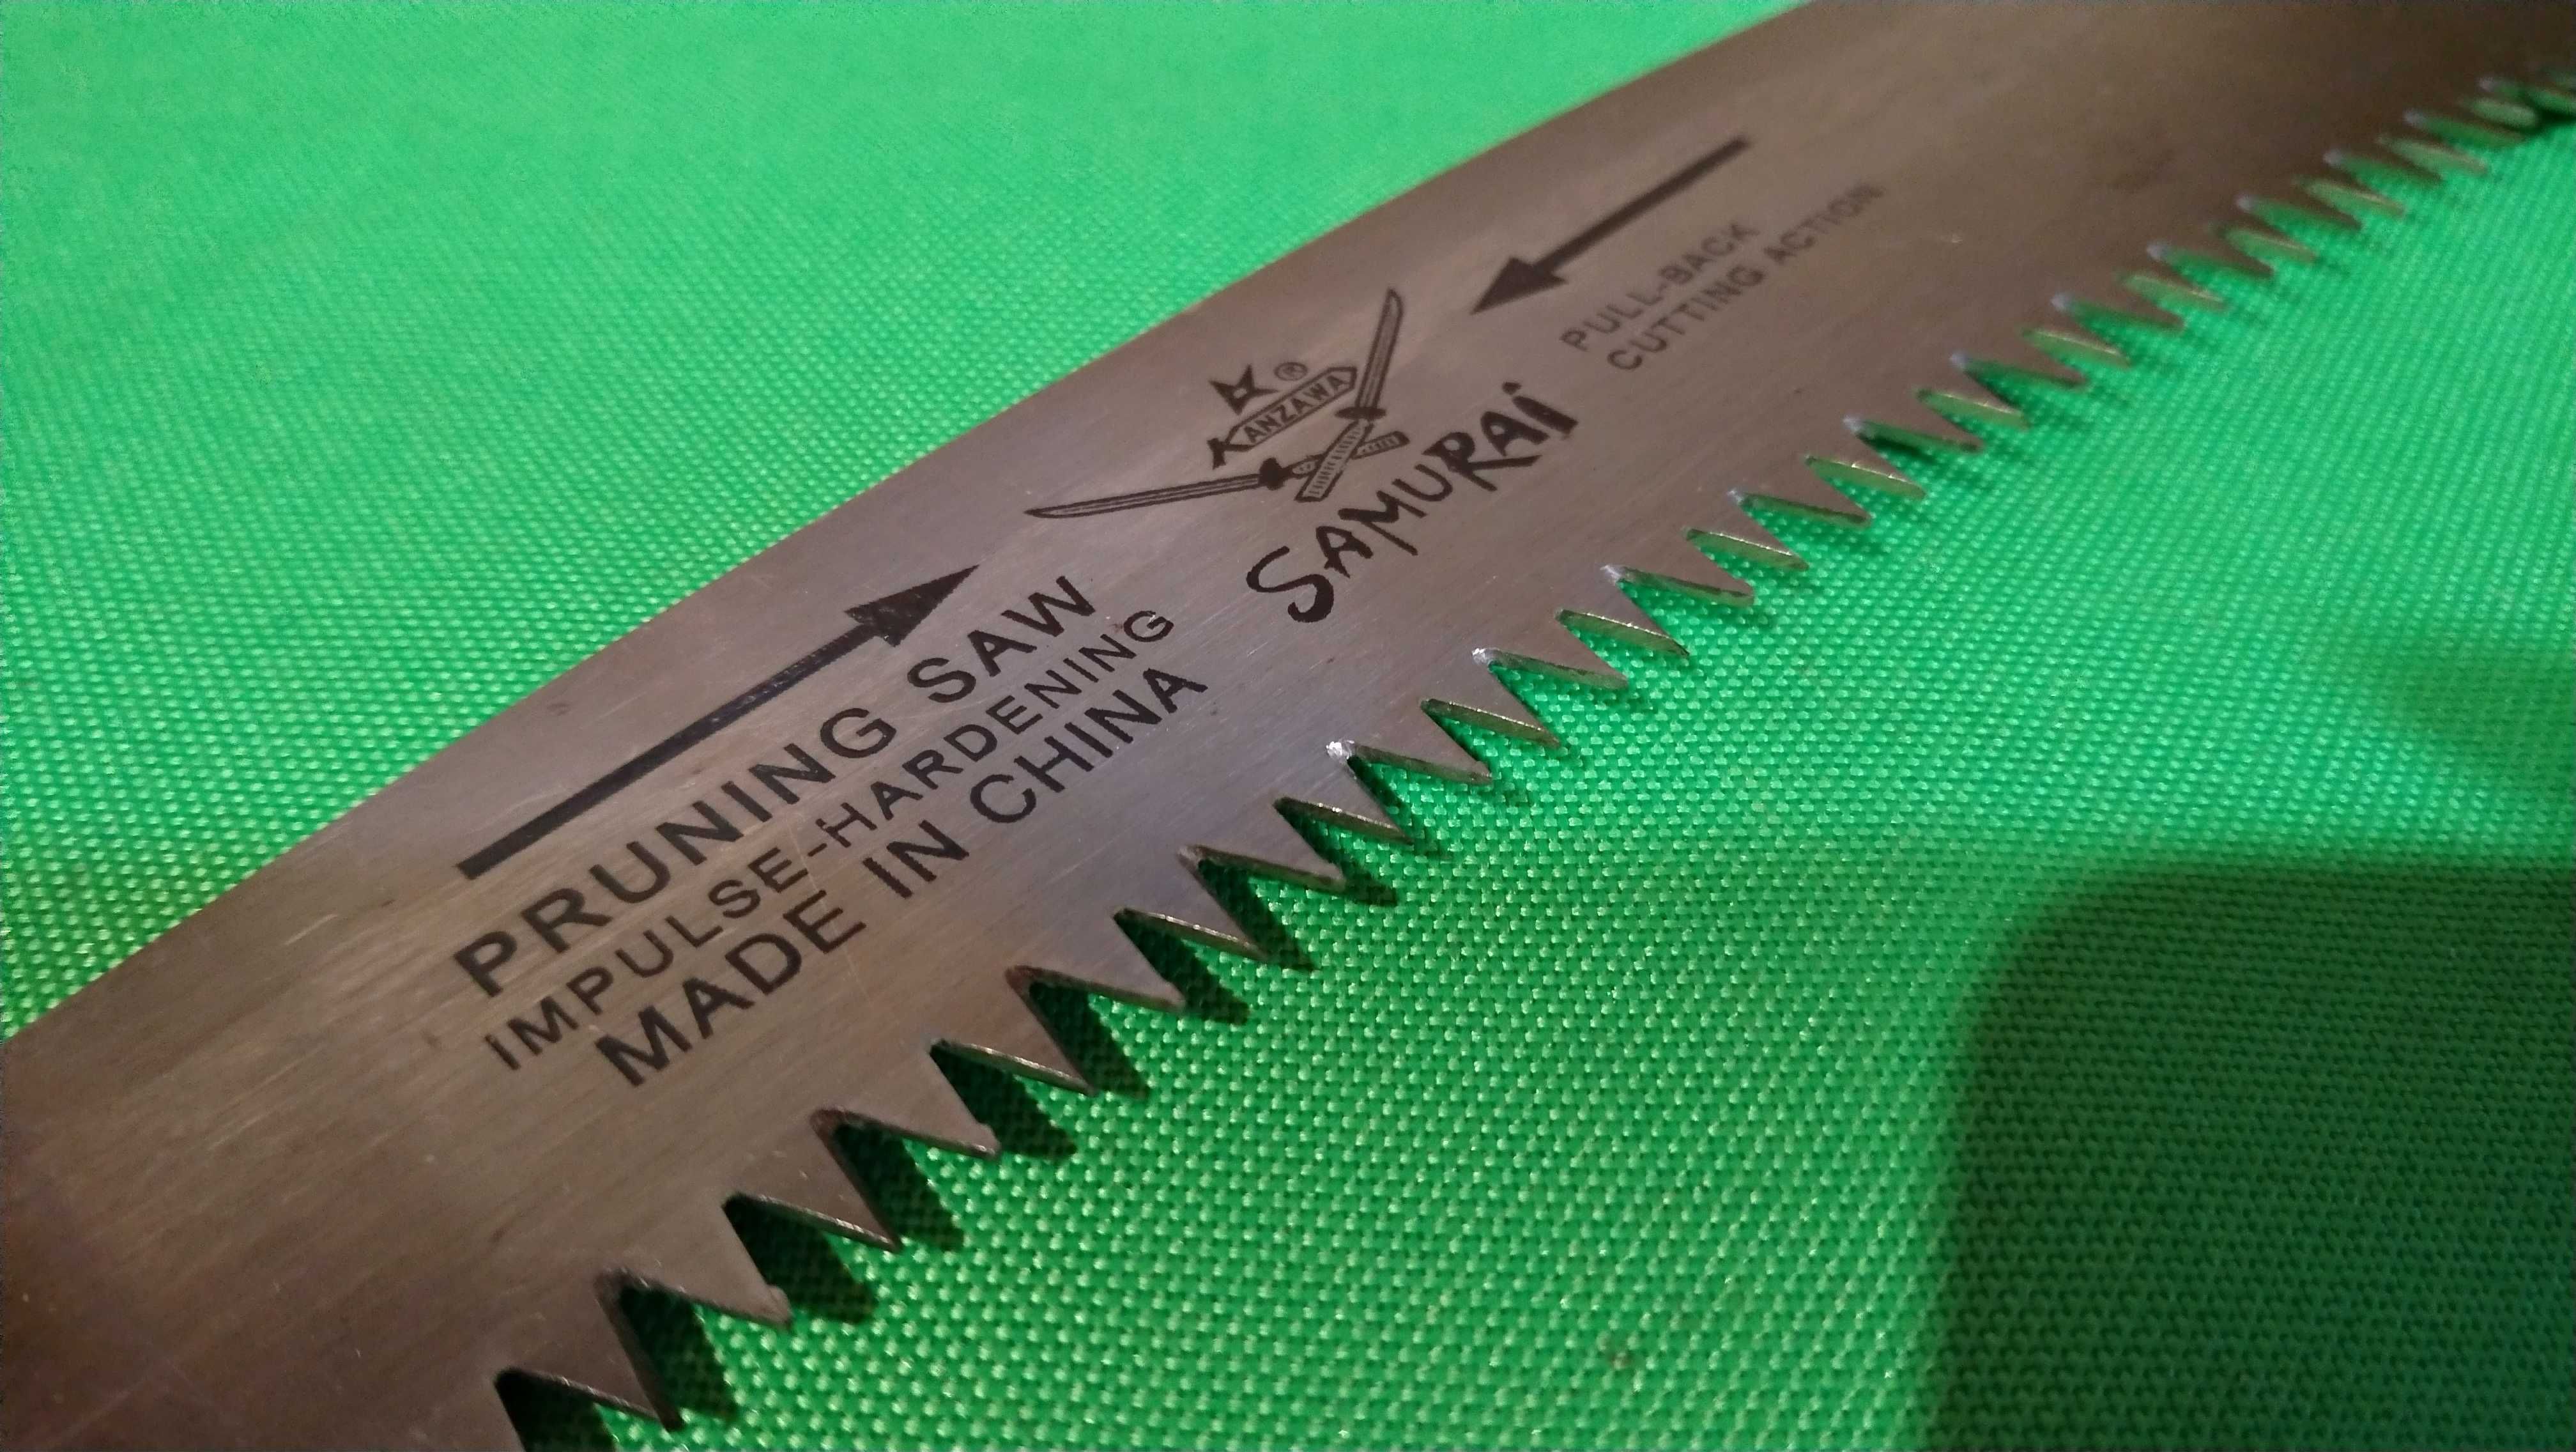 PRUNING SAW
IMPULSE-HARDENING
MADE IN CHINA
KANZAWA®
SAMURAi
PULL-BACK
CUTTING ACTION